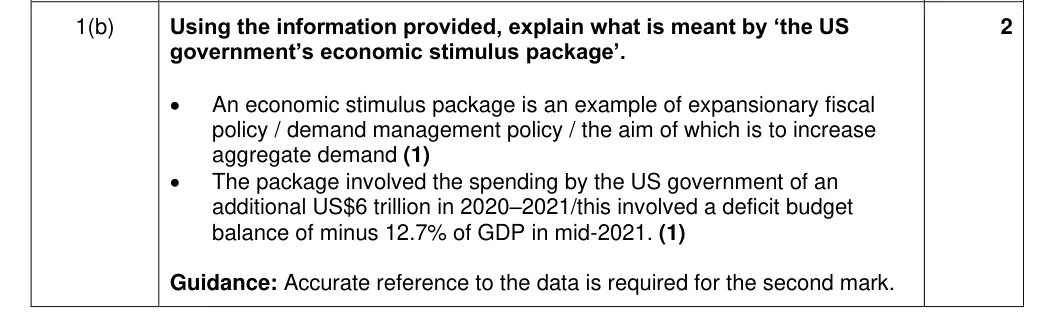 1(b)
Using the information provided, explain what is meant by ‘the US
government’s economic stimulus package’.
2
• An economic stimulus package is an example of expansionary fiscal
policy / demand management policy / the aim of which is to increase
aggregate demand (1)
• The package involved the spending by the US government of an
additional US$6 trillion in 2020–2021/this involved a deficit budget
balance of minus 12.7% of GDP in mid-2021. (1)
Guidance: Accurate reference to the data is required for the second mark.